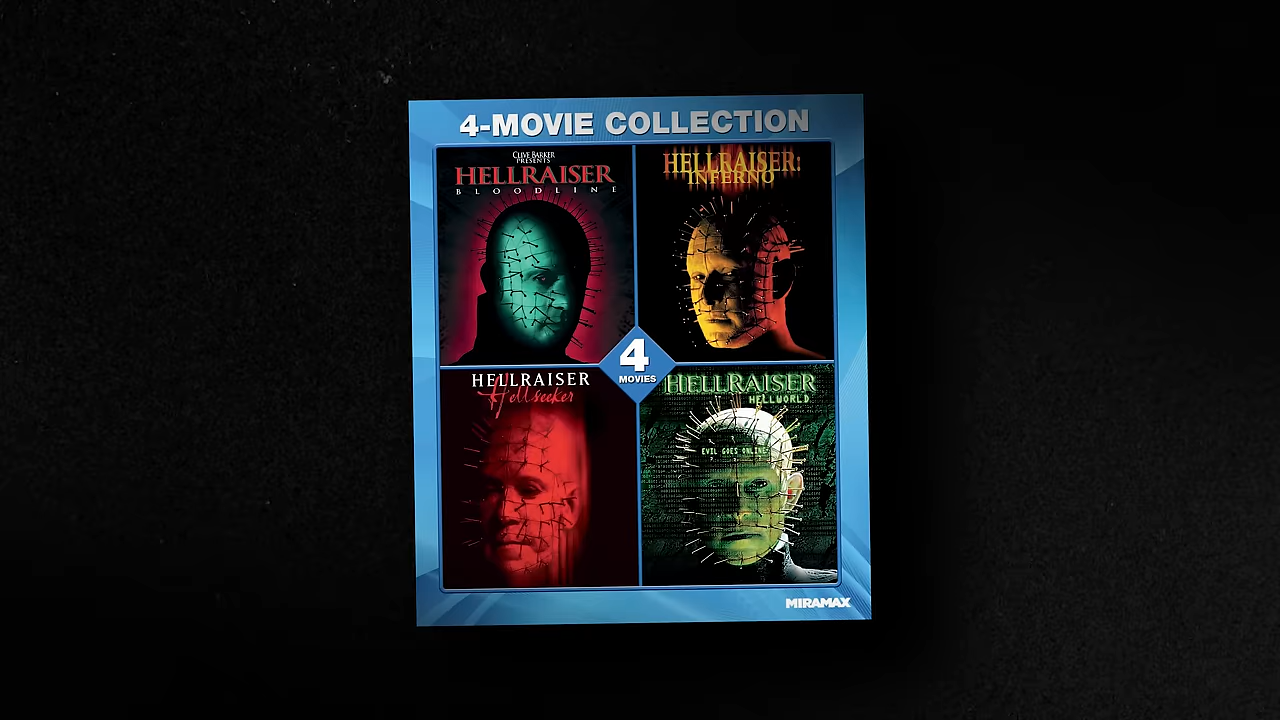 4-MOVIE COLLECTION
CLIVE BARKER
PRESENTS
HELLRAISER
BLOODLINE
HELLRAISER:
INFERNO
4
MOVIES
HELLRAISER
Hellseeker
HELLRAISER
HELLWORLD
EVIL GOES ONLINE
MIRAMAX